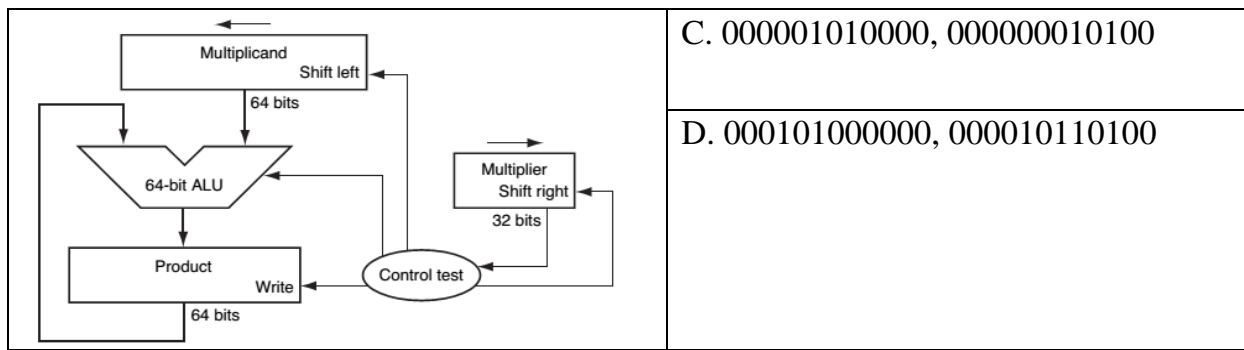 Multiplicand
Shift left
64 bits
64-bit ALU
Multiplier
Shift right
32 bits
Product
Write
Control test
64 bits
C. 000001010000, 000000010100
D. 000101000000, 000010110100